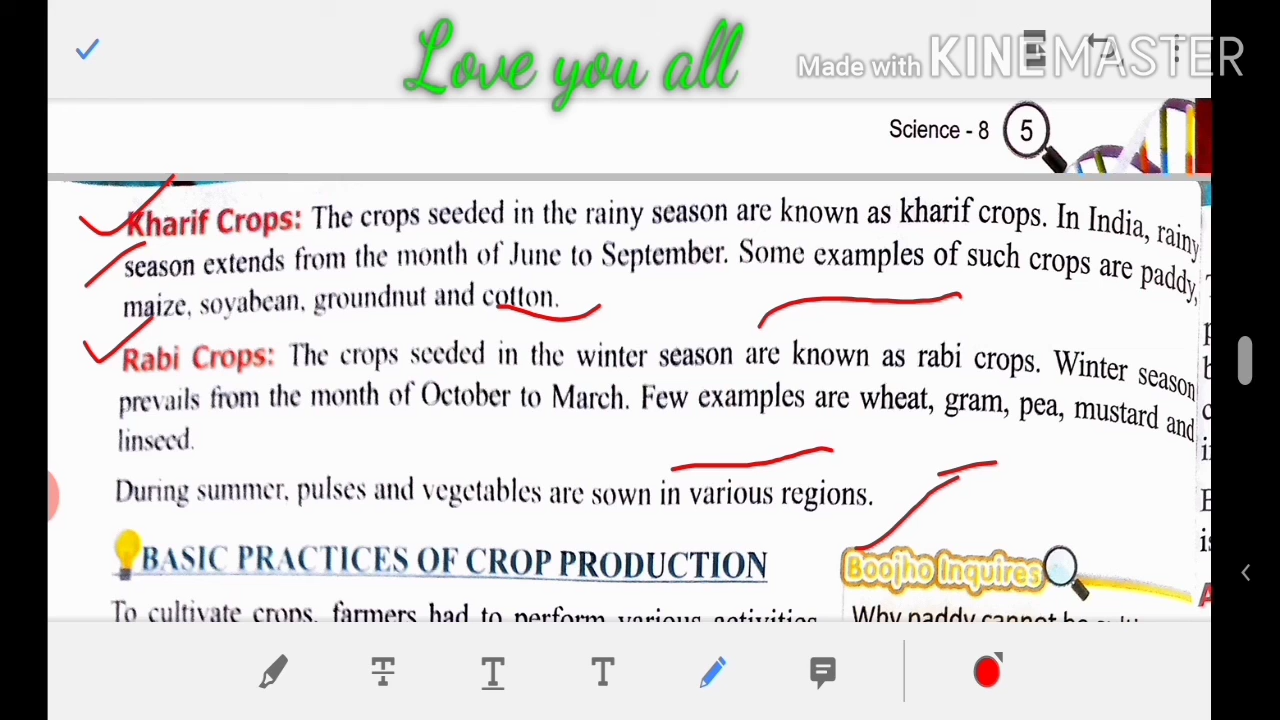 Love you all
Made with KINEMASTER
Science - 8 5
Kharif Crops: The crops seeded in the rainy season are known as kharif crops. In India, rainy
season extends from the month of June to September. Some examples of such crops are paddy,
maize, soyabean, groundnut and cotton.
Rabi Crops: The crops seeded in the winter season are known as rabi crops. Winter season
prevails from the month of October to March. Few examples are wheat, gram, pea, mustard and
linseed.
During summer, pulses and vegetables are sown in various regions.
BASIC PRACTICES OF CROP PRODUCTION
Boojho Inquires
To cultivate crops, farmers had to perform various activities
Why paddy cannot be